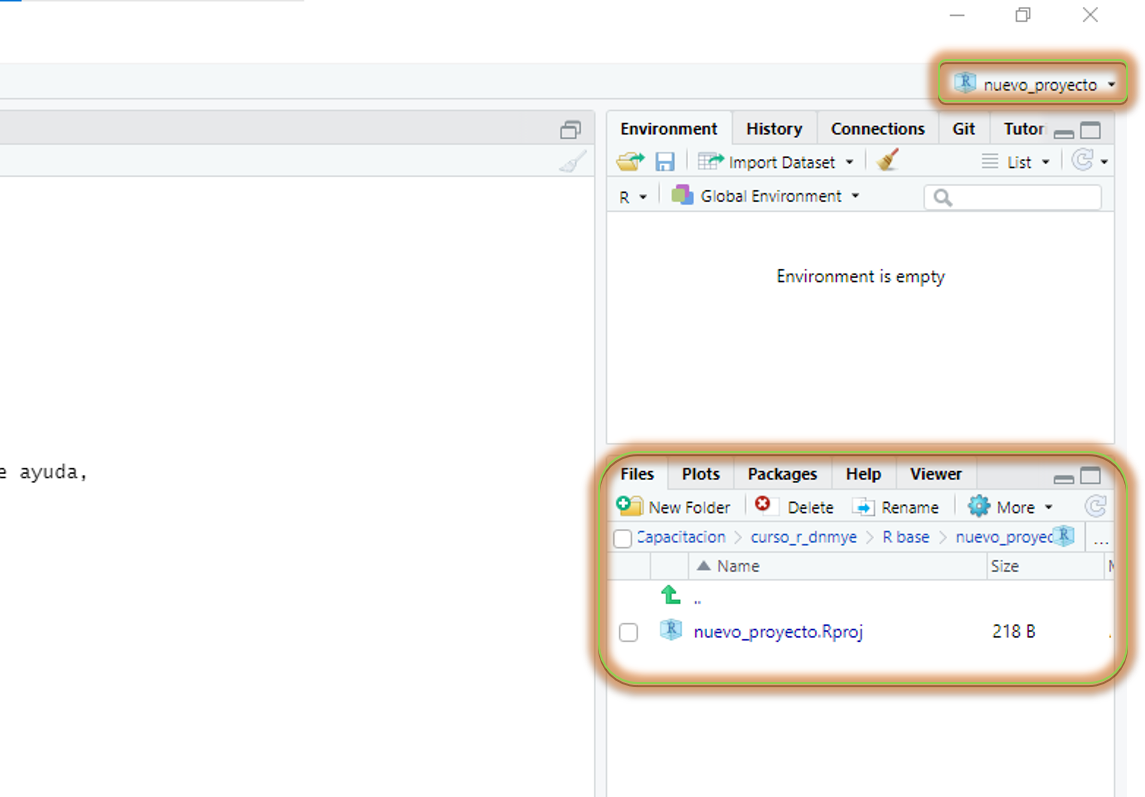 nuevo_proyecto
Environment History Connections Git Tutor
Import Dataset List
R Global Environment
Environment is empty
e ayuda,
Files Plots Packages Help Viewer
New Folder Delete Rename More
Capacitacion > curso_r_dnmye > R base > nuevo_proyec ...
Name Size
..
nuevo_proyecto.Rproj 218 B